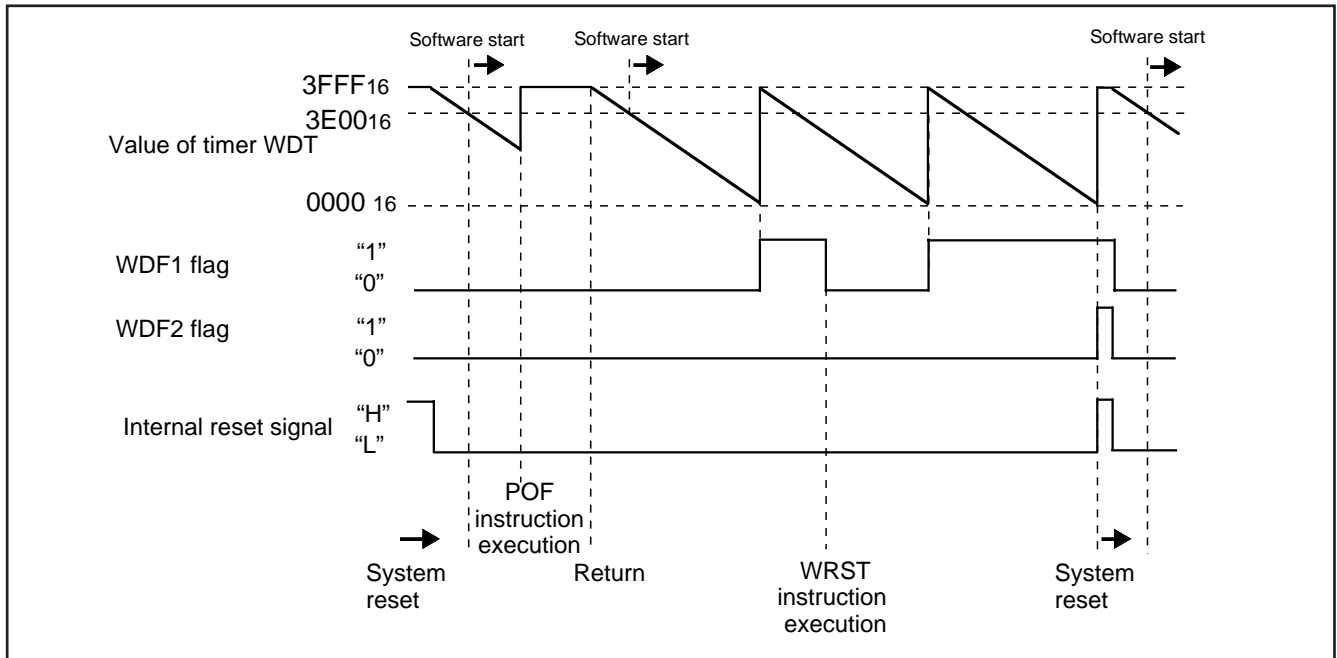 Software start
Software start
Software start
3FFF16
3E0016
Value of timer WDT
0000 16
WDF1 flag
“1”
“0”
WDF2 flag
“1”
“0”
Internal reset signal
“H”
“L”
POF
instruction
execution
System
reset
Return
WRST
instruction
execution
System
reset